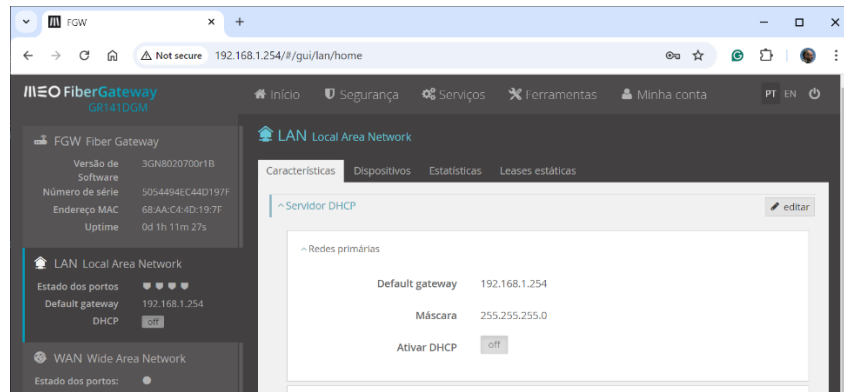 FGW
Not secure 192.168.1.254/#/gui/lan/home
MEO FiberGateway
GR141DGM
Início Segurança Serviços Ferramentas Minha conta PT EN
FGW Fiber Gateway
Versão de Software 3GN8020700r1B
Número de série 5054494EC44D197F
Endereço MAC 68:AA:C4:4D:19:7F
Uptime 0d 1h 11m 27s
LAN Local Area Network
Estado dos portos
Default gateway 192.168.1.254
DHCP off
WAN Wide Area Network
Estado dos portos:
LAN Local Area Network
Características Dispositivos Estatísticas Leases estáticas
Servidor DHCP editar
Redes primárias
Default gateway 192.168.1.254
Máscara 255.255.255.0
Ativar DHCP off